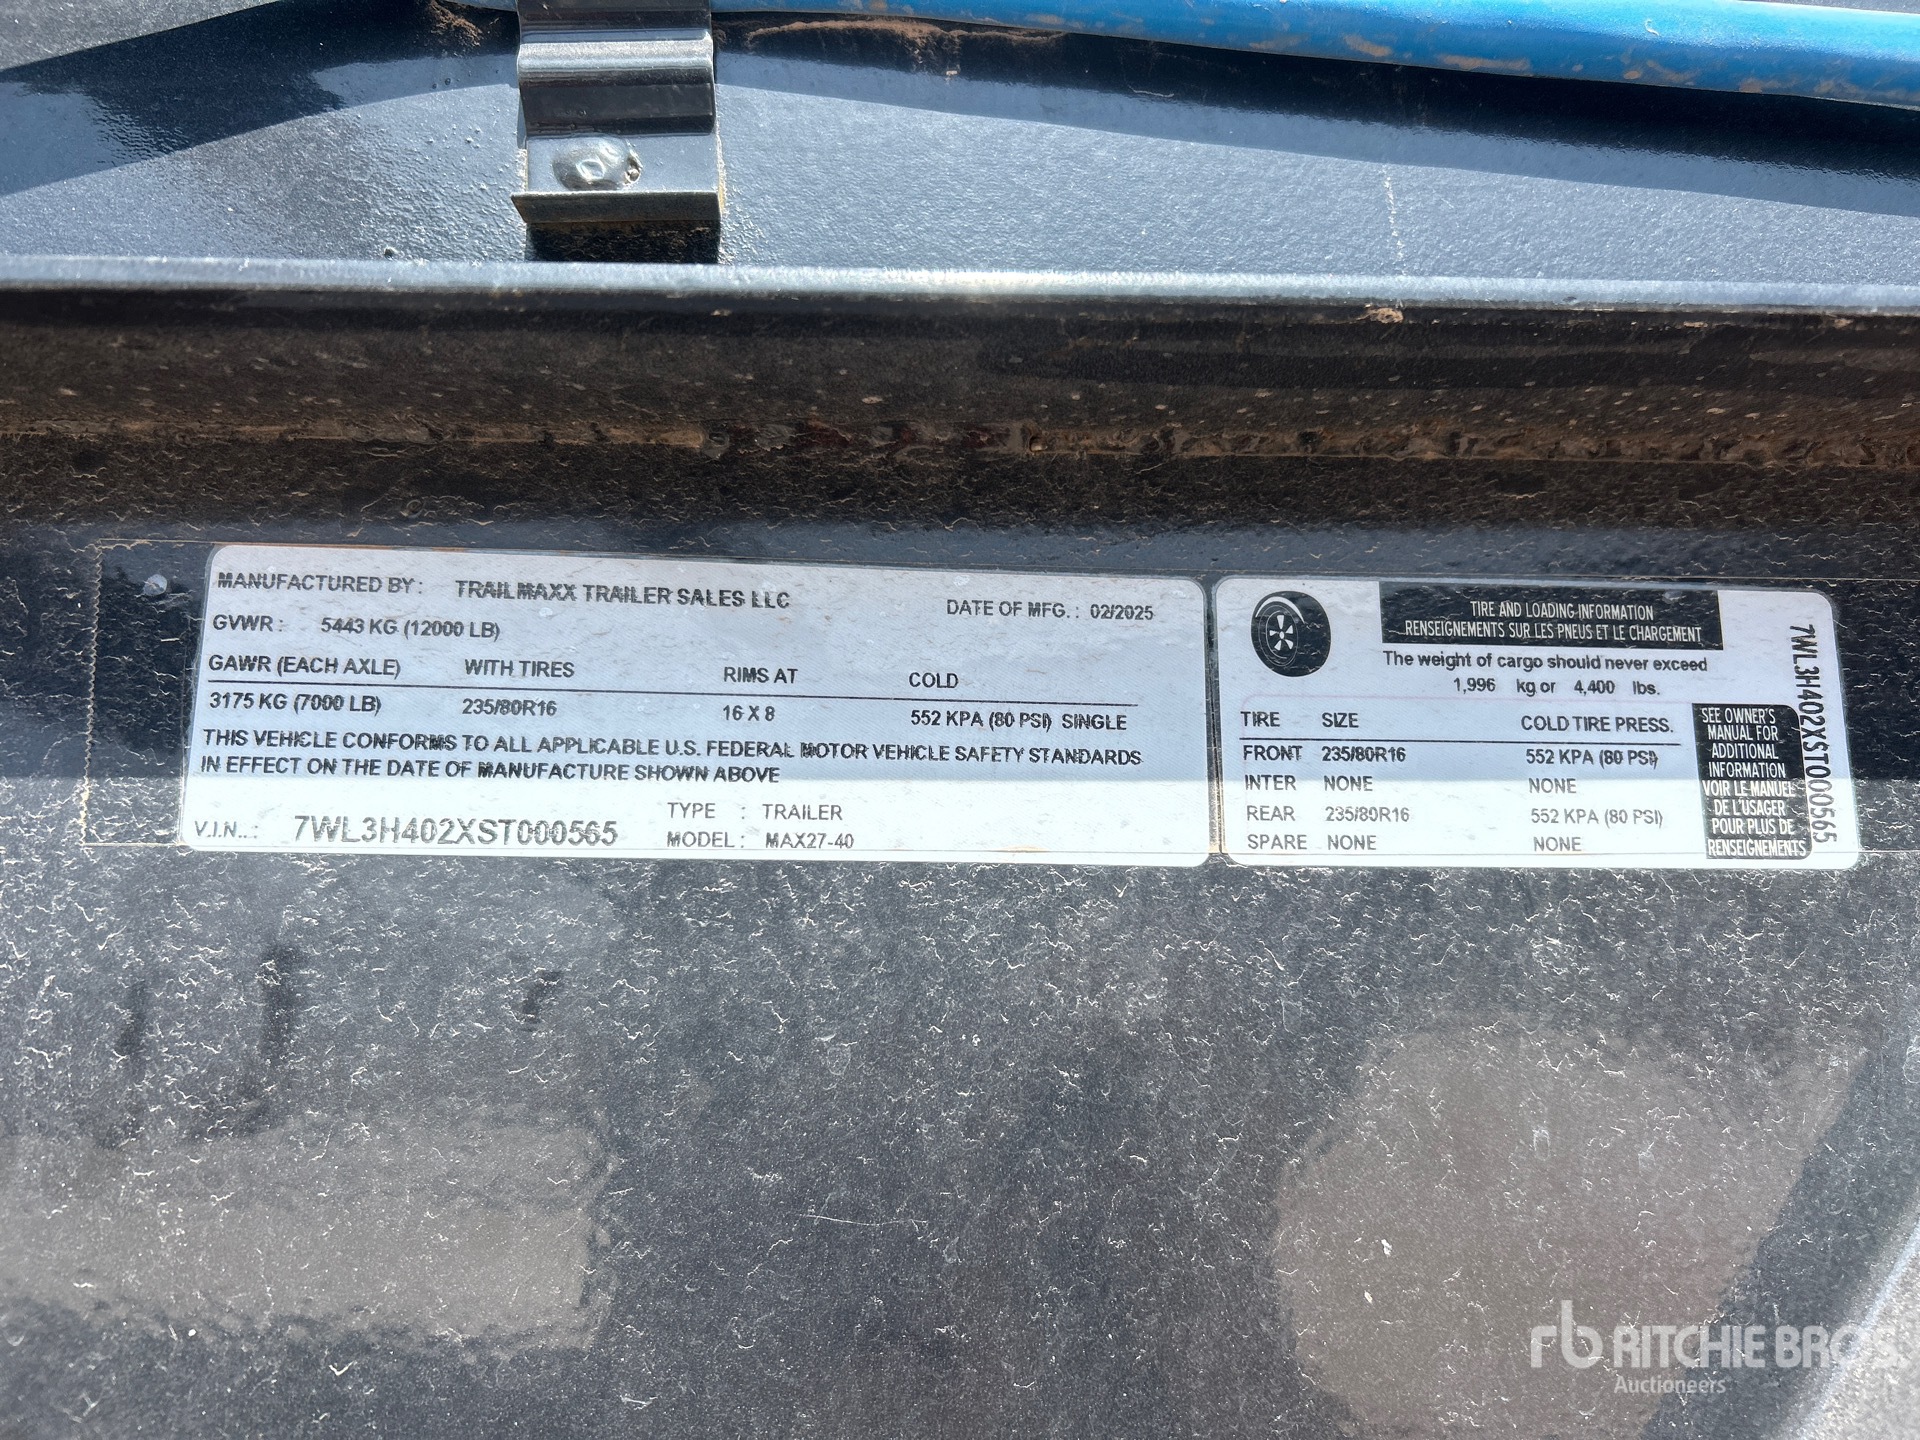 MANUFACTURED BY : TRAILMAXX TRAILER SALES LLC DATE OF MFG. : 02/2025
GVWR : 5443 KG (12000 LB)
GAWR (EACH AXLE) WITH TIRES RIMS AT COLD
3175 KG (7000 LB) 235/80R16 16 X 8 552 KPA (80 PSI) SINGLE
THIS VEHICLE CONFORMS TO ALL APPLICABLE U.S. FEDERAL MOTOR VEHICLE SAFETY STANDARDS
IN EFFECT ON THE DATE OF MANUFACTURE SHOWN ABOVE
V.I.N..: 7WL3H402XST000565
TYPE : TRAILER
MODEL : MAX27-40
TIRE AND LOADING INFORMATION
RENSEIGNEMENTS SUR LES PNEUS ET LE CHARGEMENT
The weight of cargo should never exceed
1,996 kg or 4,400 lbs.
TIRE SIZE COLD TIRE PRESS.
FRONT 235/80R16 552 KPA (80 PSI)
INTER NONE NONE
REAR 235/80R16 552 KPA (80 PSI)
SPARE NONE NONE
SEE OWNER'S
MANUAL FOR
ADDITIONAL
INFORMATION
VOIR LE MANUEL
DE L'USAGER
POUR PLUS DE
RENSEIGNEMENTS
7WL3H402XST000565
rb RITCHIE BROS.
Auctioneers